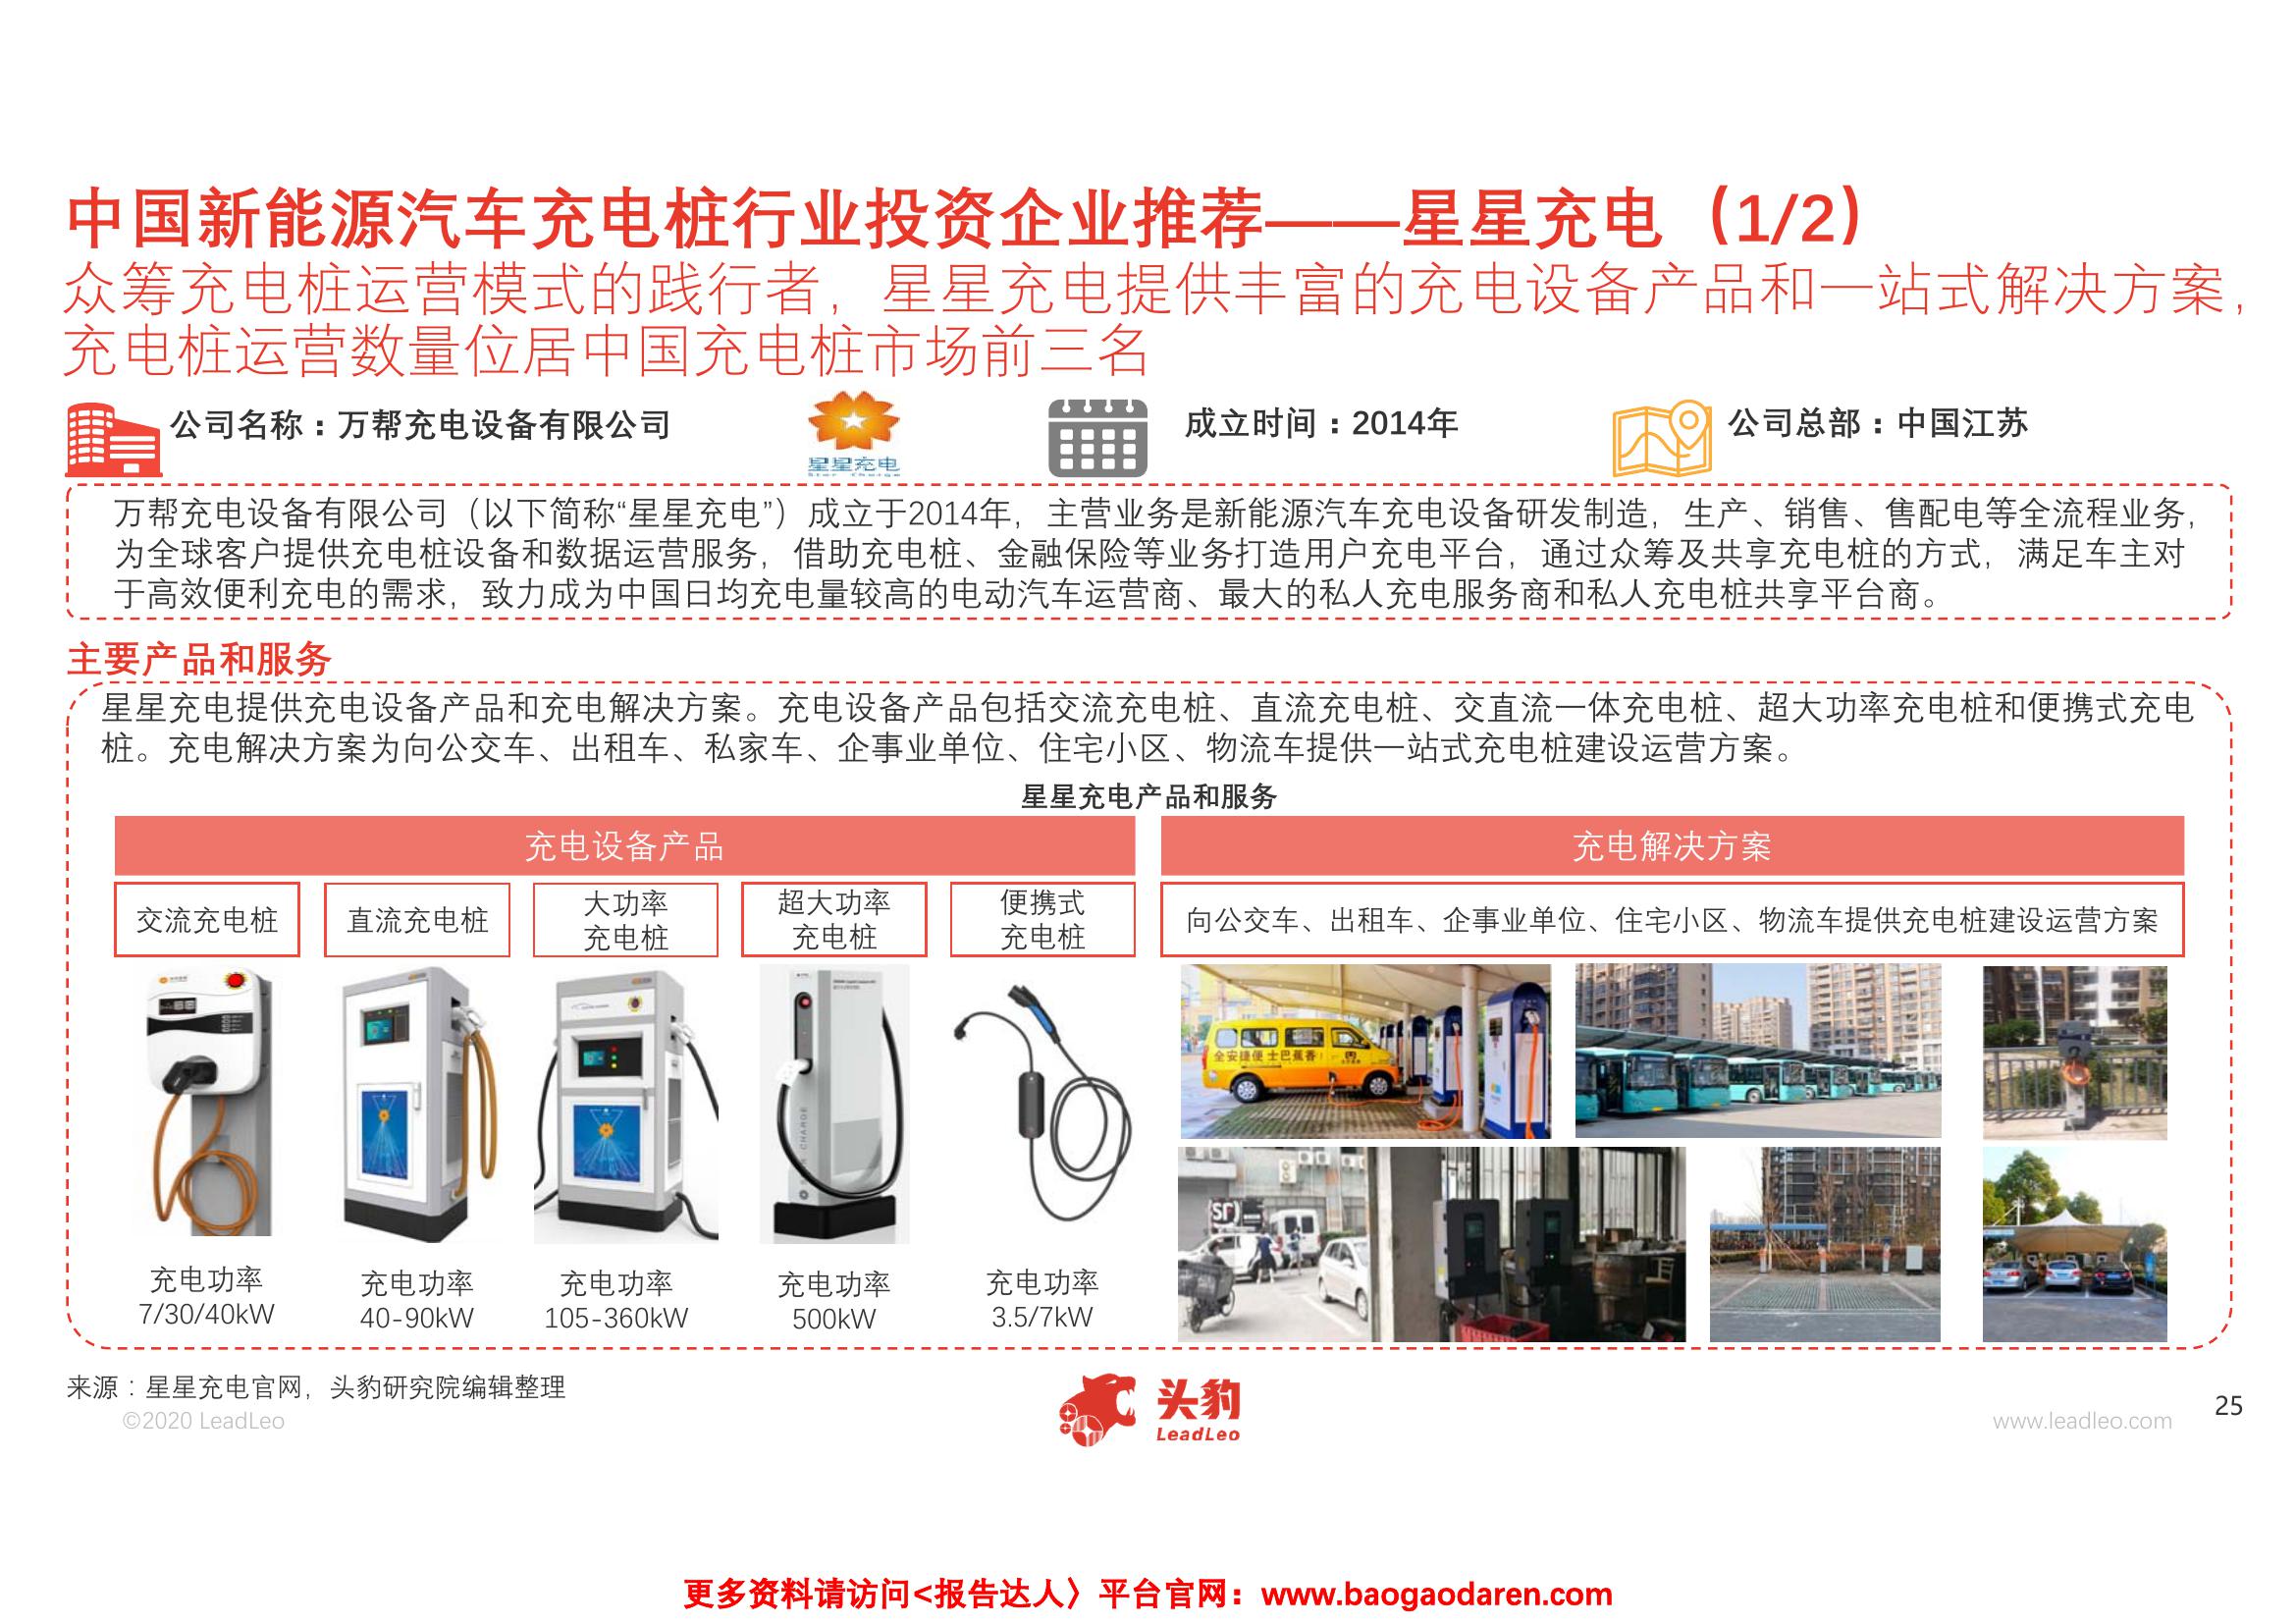 中国新能源汽车充电桩行业投资企业推荐——星星充电（1/2）
众筹充电桩运营模式的践行者，星星充电提供丰富的充电设备产品和一站式解决方案，
充电桩运营数量位居中国充电桩市场前三名
公司名称：万帮充电设备有限公司
星星充电
Star Charge
成立时间：2014年
公司总部：中国江苏
万帮充电设备有限公司（以下简称“星星充电”）成立于2014年，主营业务是新能源汽车充电设备研发制造，生产、销售、售配电等全流程业务，
为全球客户提供充电桩设备和数据运营服务，借助充电桩、金融保险等业务打造用户充电平台，通过众筹及共享充电桩的方式，满足车主对
于高效便利充电的需求，致力成为中国日均充电量较高的电动汽车运营商、最大的私人充电服务商和私人充电桩共享平台商。
主要产品和服务
星星充电提供充电设备产品和充电解决方案。充电设备产品包括交流充电桩、直流充电桩、交直流一体充电桩、超大功率充电桩和便携式充电
桩。充电解决方案为向公交车、出租车、私家车、企事业单位、住宅小区、物流车提供一站式充电桩建设运营方案。
星星充电产品和服务
充电设备产品
充电解决方案
交流充电桩
直流充电桩
大功率
充电桩
超大功率
充电桩
便携式
充电桩
向公交车、出租车、企事业单位、住宅小区、物流车提供充电桩建设运营方案
全安捷便 士巴蕉香
充电功率
7/30/40kW
充电功率
40-90kW
充电功率
105-360kW
充电功率
500kW
充电功率
3.5/7kW
来源：星星充电官网，头豹研究院编辑整理
©2020 LeadLeo
头豹
LeadLeo
www.leadleo.com
25
更多资料请访问<报告达人〉平台官网：www.baogaodaren.com